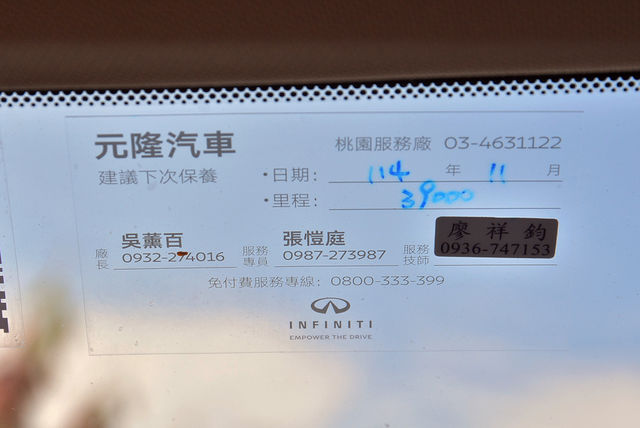 元隆汽車
桃園服務廠 03-4631122
建議下次保養
・日期: 114 年 11 月
・里程: 39000
廠長 吳薰百 0932-274016
服務專員 張愷庭 0987-273987
服務技師 廖祥鈞 0936-747153
免付費服務專線: 0800-333-399
INFINITI
EMPOWER THE DRIVE